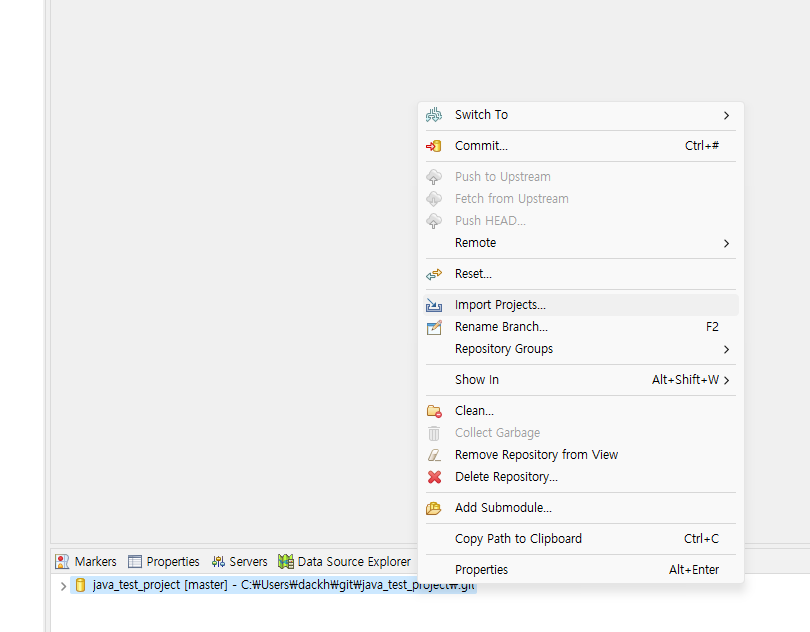 Switch To
Commit... Ctrl+#
Push to Upstream
Fetch from Upstream
Push HEAD...
Remote
Reset...
Import Projects...
Rename Branch... F2
Repository Groups
Show In Alt+Shift+W
Clean...
Collect Garbage
Remove Repository from View
Delete Repository...
Add Submodule...
Copy Path to Clipboard Ctrl+C
Properties Alt+Enter
Markers Properties Servers Data Source Explorer
java_test_project [master] - C:₩Users₩dackh₩git₩java_test_project₩.git